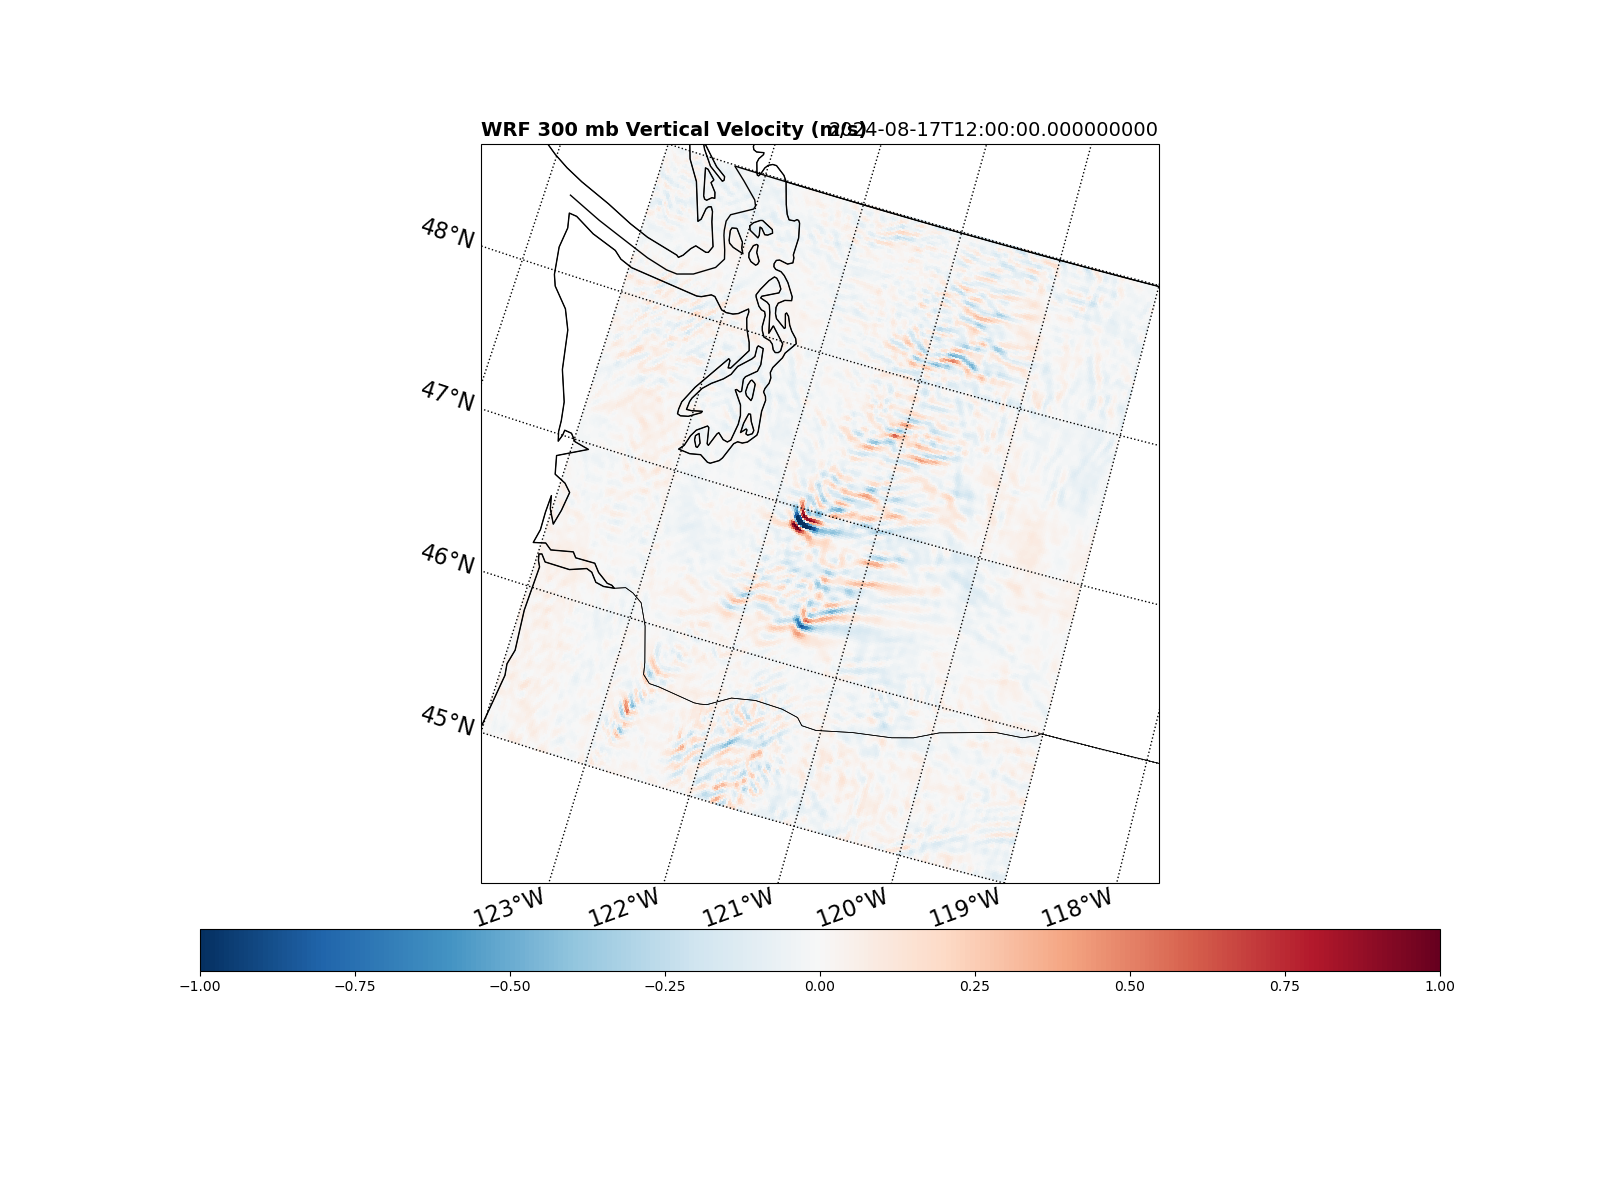 WRF 300 mb Vertical Velocity (m/s) 2024-08-17T12:00:00.000000000
48°N
47°N
46°N
45°N
123°W 122°W 121°W 120°W 119°W 118°W
−1.00 −0.75 −0.50 −0.25 0.00 0.25 0.50 0.75 1.00